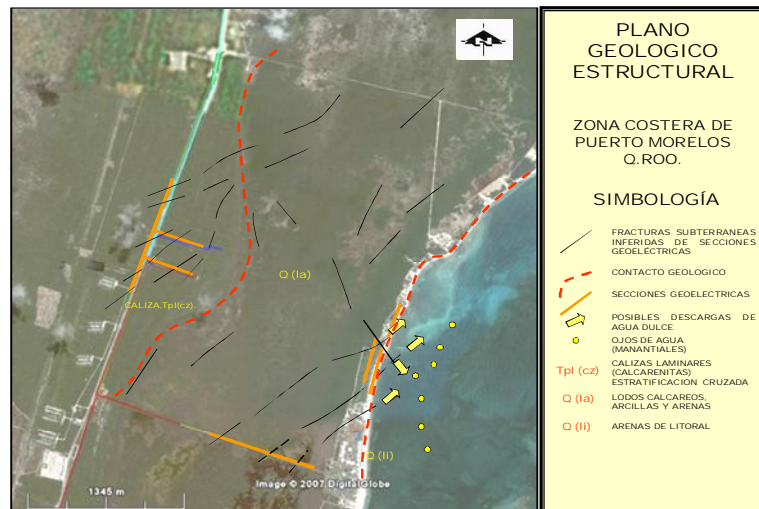 N
Q (la)
CALIZA.Tpl(cz).
Q (li)
Image © 2007 DigitalGlobe
1345 m
PLANO
GEOLOGICO
ESTRUCTURAL
ZONA COSTERA DE
PUERTO MORELOS
Q.ROO.
SIMBOLOGÍA
FRACTURAS SUBTERRANEAS
INFERIDAS DE SECCIONES
GEOELÉCTRICAS
CONTACTO GEOLOGICO
SECCIONES GEOELECTRICAS
POSIBLES DESCARGAS DE
AGUA DULCE
OJOS DE AGUA
(MANANTIALES)
Tpl (cz) CALIZAS LAMINARES
(CALCARENITAS)
ESTRATIFICACION CRUZADA
Q (la) LODOS CALCAREOS,
ARCILLAS Y ARENAS
Q (li) ARENAS DE LITORAL